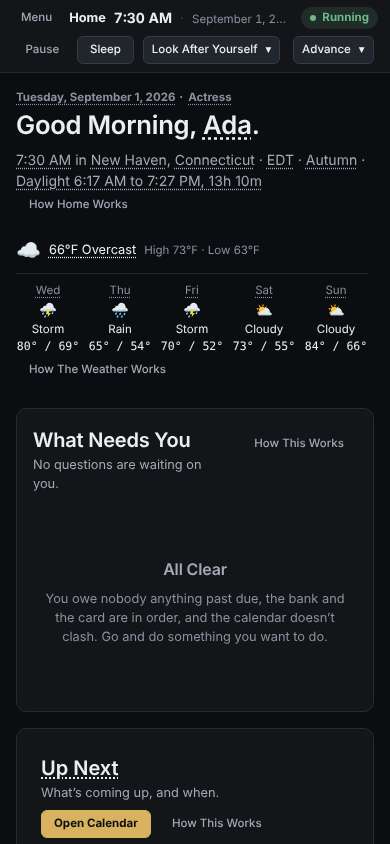 Menu Home 7:30 AM · September 1, 2... Running
Pause Sleep Look After Yourself ▾ Advance ▾
Tuesday, September 1, 2026 · Actress
Good Morning, Ada.
7:30 AM in New Haven, Connecticut · EDT · Autumn ·
Daylight 6:17 AM to 7:27 PM, 13h 10m
How Home Works
66°F Overcast High 73°F · Low 63°F
Wed Thu Fri Sat Sun
Storm Rain Storm Cloudy Cloudy
80° / 69° 65° / 54° 70° / 52° 73° / 55° 84° / 66°
How The Weather Works
What Needs You How This Works
No questions are waiting on
you.
All Clear
You owe nobody anything past due, the bank and
the card are in order, and the calendar doesn't
clash. Go and do something you want to do.
Up Next
What's coming up, and when.
Open Calendar How This Works